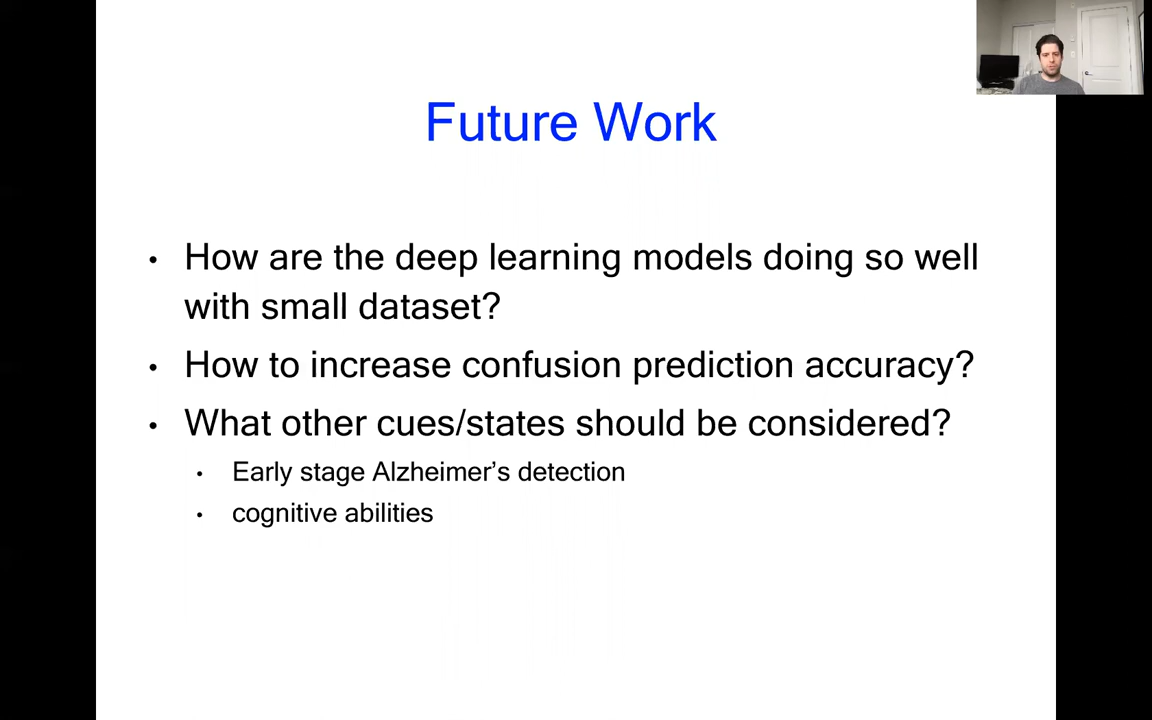 Future Work
• How are the deep learning models doing so well
with small dataset?
• How to increase confusion prediction accuracy?
• What other cues/states should be considered?
• Early stage Alzheimer’s detection
• cognitive abilities